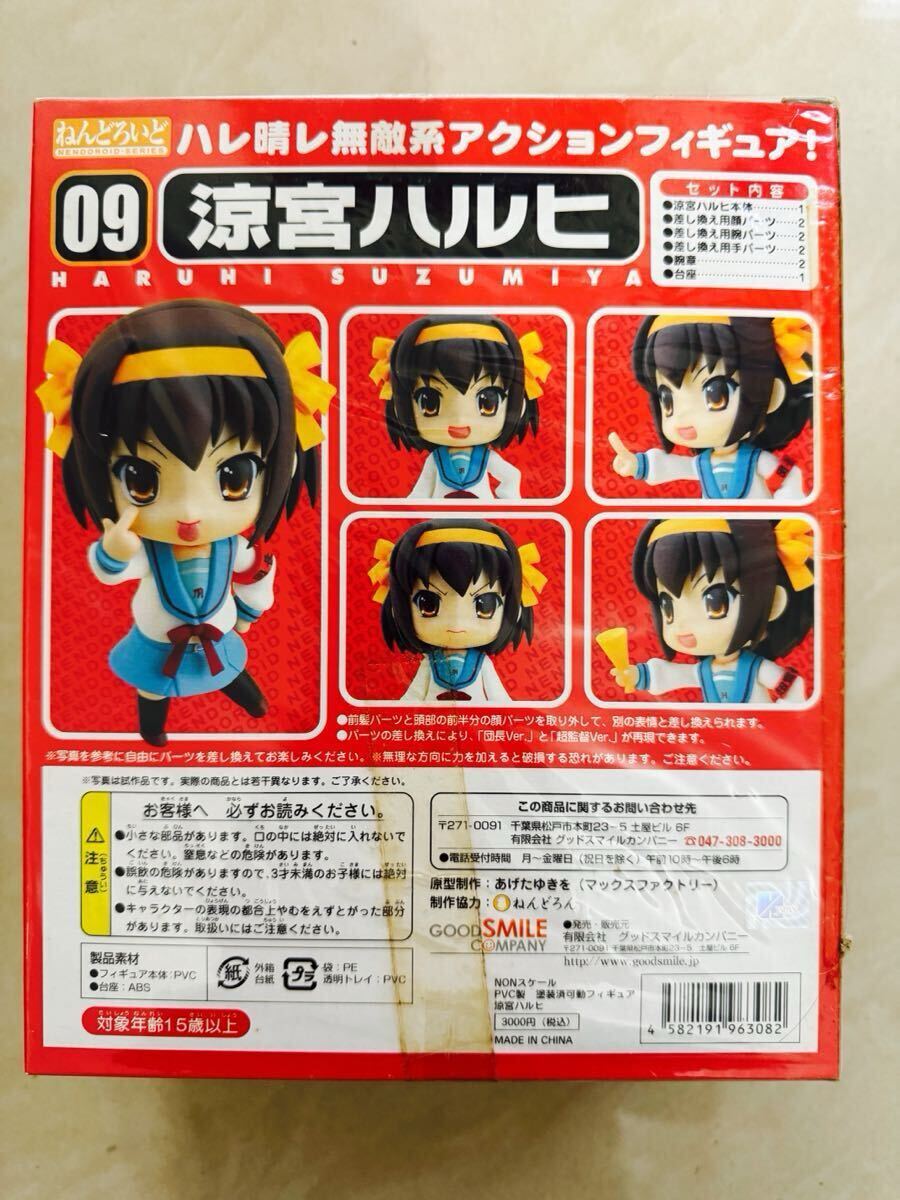 ねんどろいど
NENDOROID-SERIES
ハレ晴レ無敵系アクションフィギュア!
09
涼宮ハルヒ
HARUHI SUZUMIYA
セット内容
●涼宮ハルヒ本体…………1
●差し換え用顔パーツ……2
●差し換え用腕パーツ……2
●差し換え用手パーツ……2
●腕章………………………2
●台座………………………1
●前髪パーツと頭部の前半分の顔パーツを取り外して、別の表情と差し換えられます。
●パーツの差し換えにより、「団長Ver.」と「超監督Ver.」が再現できます。
※写真を参考に自由にパーツを差し換えてお楽しみください。※無理な方向に力を加えると破損する恐れがあります。ご注意ください。
※写真は試作品です。実際の商品とは若干異なります。ご了承ください。
注意
(ちゅうい)
お客様へ 必ずお読みください。
●小さな部品があります。口の中には絶対に入れないで
ください。窒息などの危険があります。
●誤飲の危険がありますので、3才未満のお子様には絶対
に与えないでください。
●キャラクターの表現の都合上やむをえずとがった部分
があります。取扱いにはご注意ください。
製品素材
●フィギュア本体:PVC
●台座:ABS
紙
外箱
台紙
プラ
袋:PE
透明トレイ:PVC
対象年齢15歳以上
この商品に関するお問い合わせ先
〒271-0091 千葉県松戸市本町23-5 土屋ビル 6F
有限会社 グッドスマイルカンパニー ☎047-308-3000
●電話受付時間 月〜金曜日(祝日を除く)午前10時〜午後6時
原型制作:あげたゆきを(マックスファクトリー)
制作協力:ねんどろん
GOOD SMILE
COMPANY
●発売・販売元
有限会社 グッドスマイルカンパニー
〒271-0091千葉県松戸市本町23-5 土屋ビル 6F
http://www.goodsmile.jp
NONスケール
PVC製 塗装済可動フィギュア
涼宮ハルヒ
3000円(税込)
MADE IN CHINA
4 582191 963082